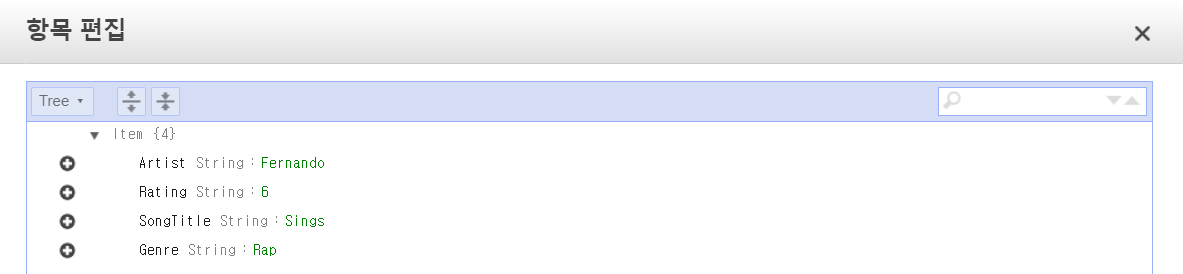 항목 편집
Tree
Item {4}
Artist String : Fernando
Rating String : 6
SongTitle String : Sings
Genre String : Rap